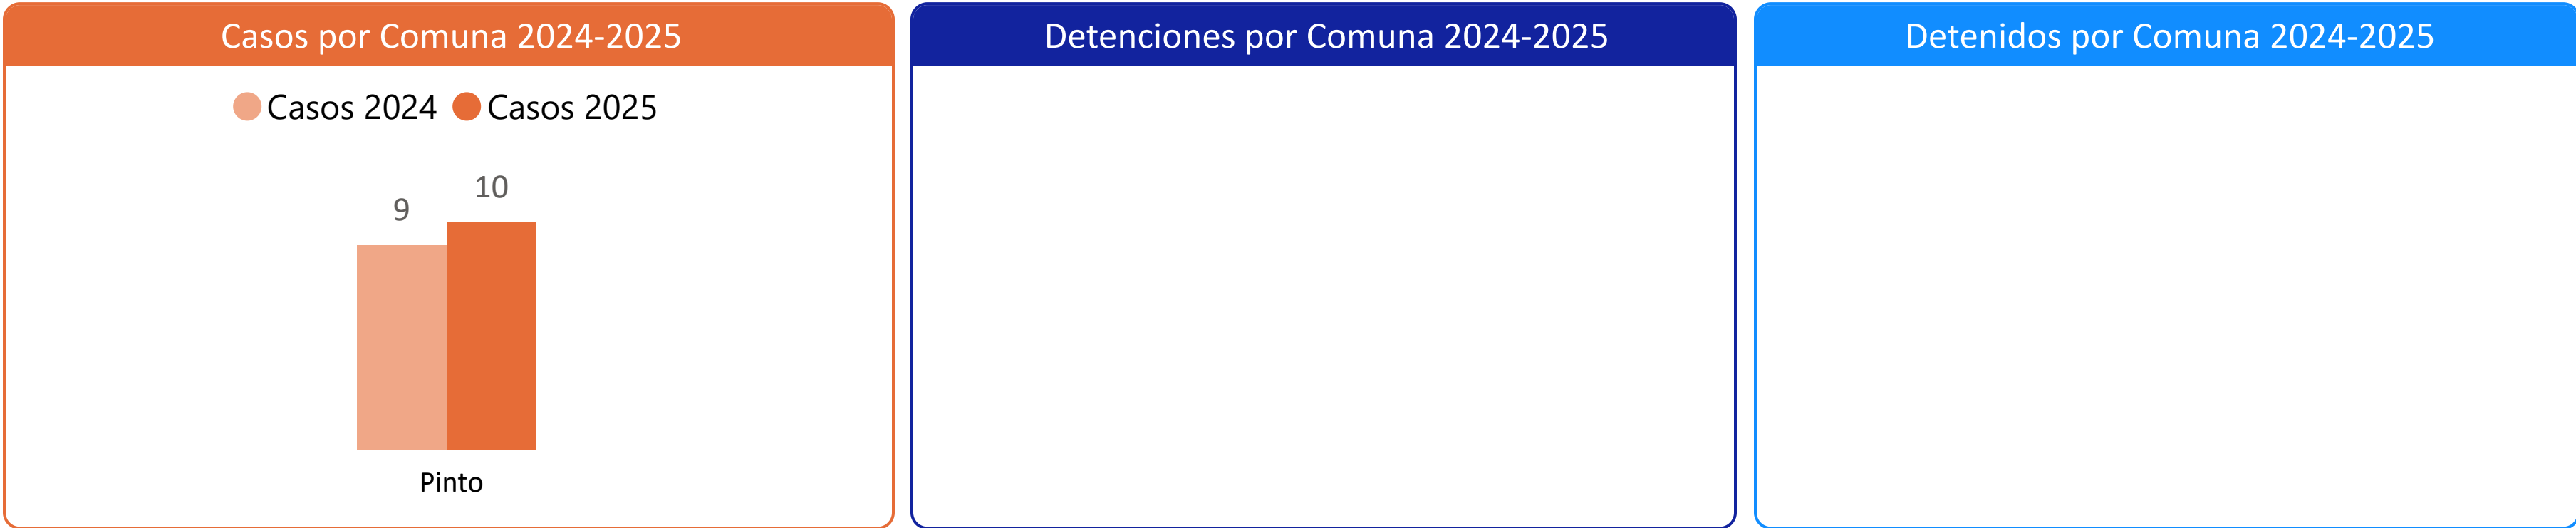 Casos por Comuna 2024-2025
Casos 2024 Casos 2025
9
10
Pinto
Detenciones por Comuna 2024-2025
Detenidos por Comuna 2024-2025